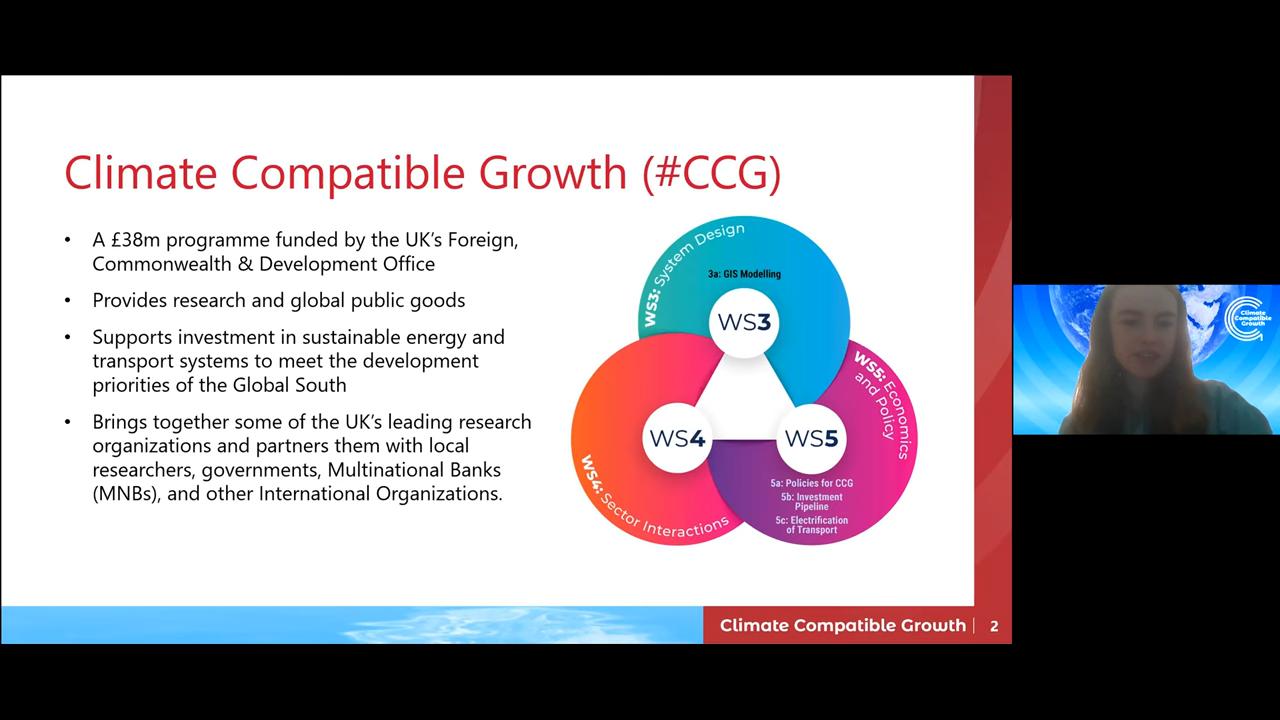 Climate Compatible Growth (#CCG)
• A £38m programme funded by the UK's Foreign,
Commonwealth & Development Office
• Provides research and global public goods
• Supports investment in sustainable energy and
transport systems to meet the development
priorities of the Global South
• Brings together some of the UK's leading research
organizations and partners them with local
researchers, governments, Multinational Banks
(MNBs), and other International Organizations.
WS3: System Design
3a: GIS Modelling
WS3
WS5: Economics
and Policy
WS4
WS5
5a: Policies for CCG
5b: Investment
Pipeline
5c: Electrification
of Transport
WS4: Sector Interactions
Climate Compatible Growth | 2
Climate
Compatible
Growth